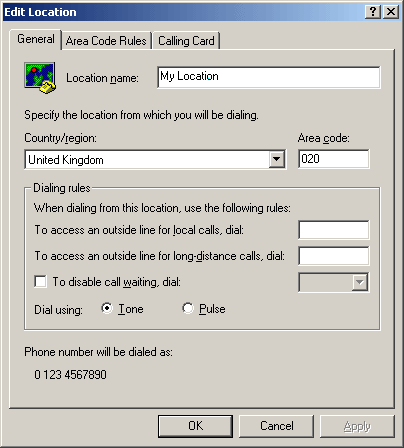 Edit Location
General Area Code Rules Calling Card
Location name: My Location
Specify the location from which you will be dialing.
Country/region: Area code:
United Kingdom 020
Dialing rules
When dialing from this location, use the following rules:
To access an outside line for local calls, dial:
To access an outside line for long-distance calls, dial:
To disable call waiting, dial:
Dial using: Tone Pulse
Phone number will be dialed as:
0 123 4567890
OK Cancel Apply